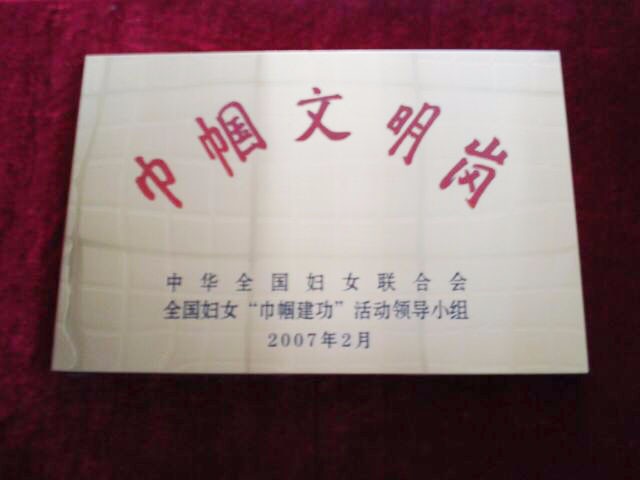 巾帼文明岗
中华全国妇女联合会
全国妇女“巾帼建功”活动领导小组
2007年2月